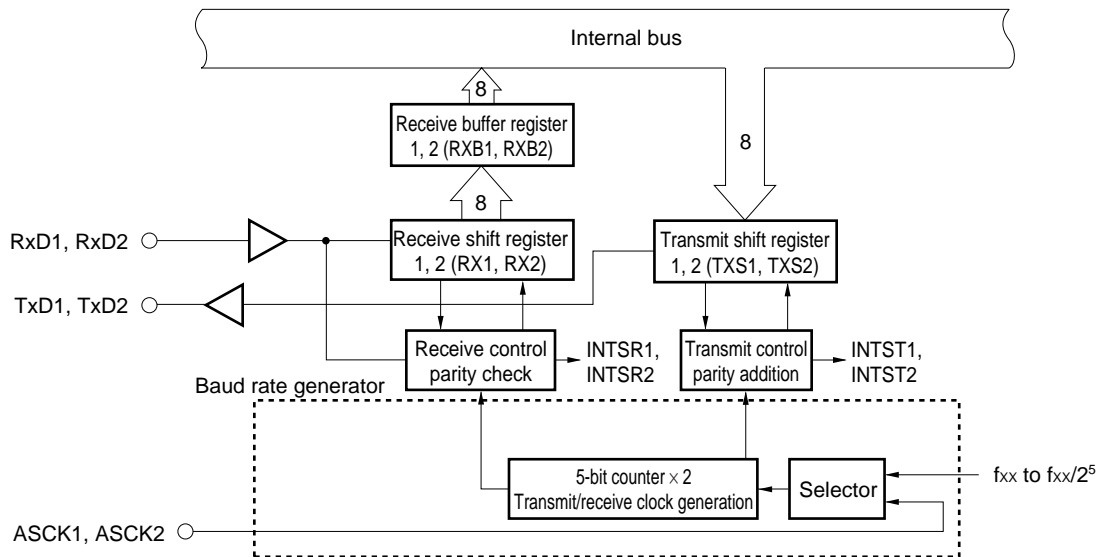 Internal bus
8
Receive buffer register
1, 2 (RXB1, RXB2)
8
8
RxD1, RxD2
Receive shift register
1, 2 (RX1, RX2)
Transmit shift register
1, 2 (TXS1, TXS2)
TxD1, TxD2
Receive control
parity check
INTSR1,
INTSR2
Transmit control
parity addition
INTST1,
INTST2
Baud rate generator
5-bit counter × 2
Transmit/receive clock generation
Selector
fxx to fxx/2⁵
ASCK1, ASCK2